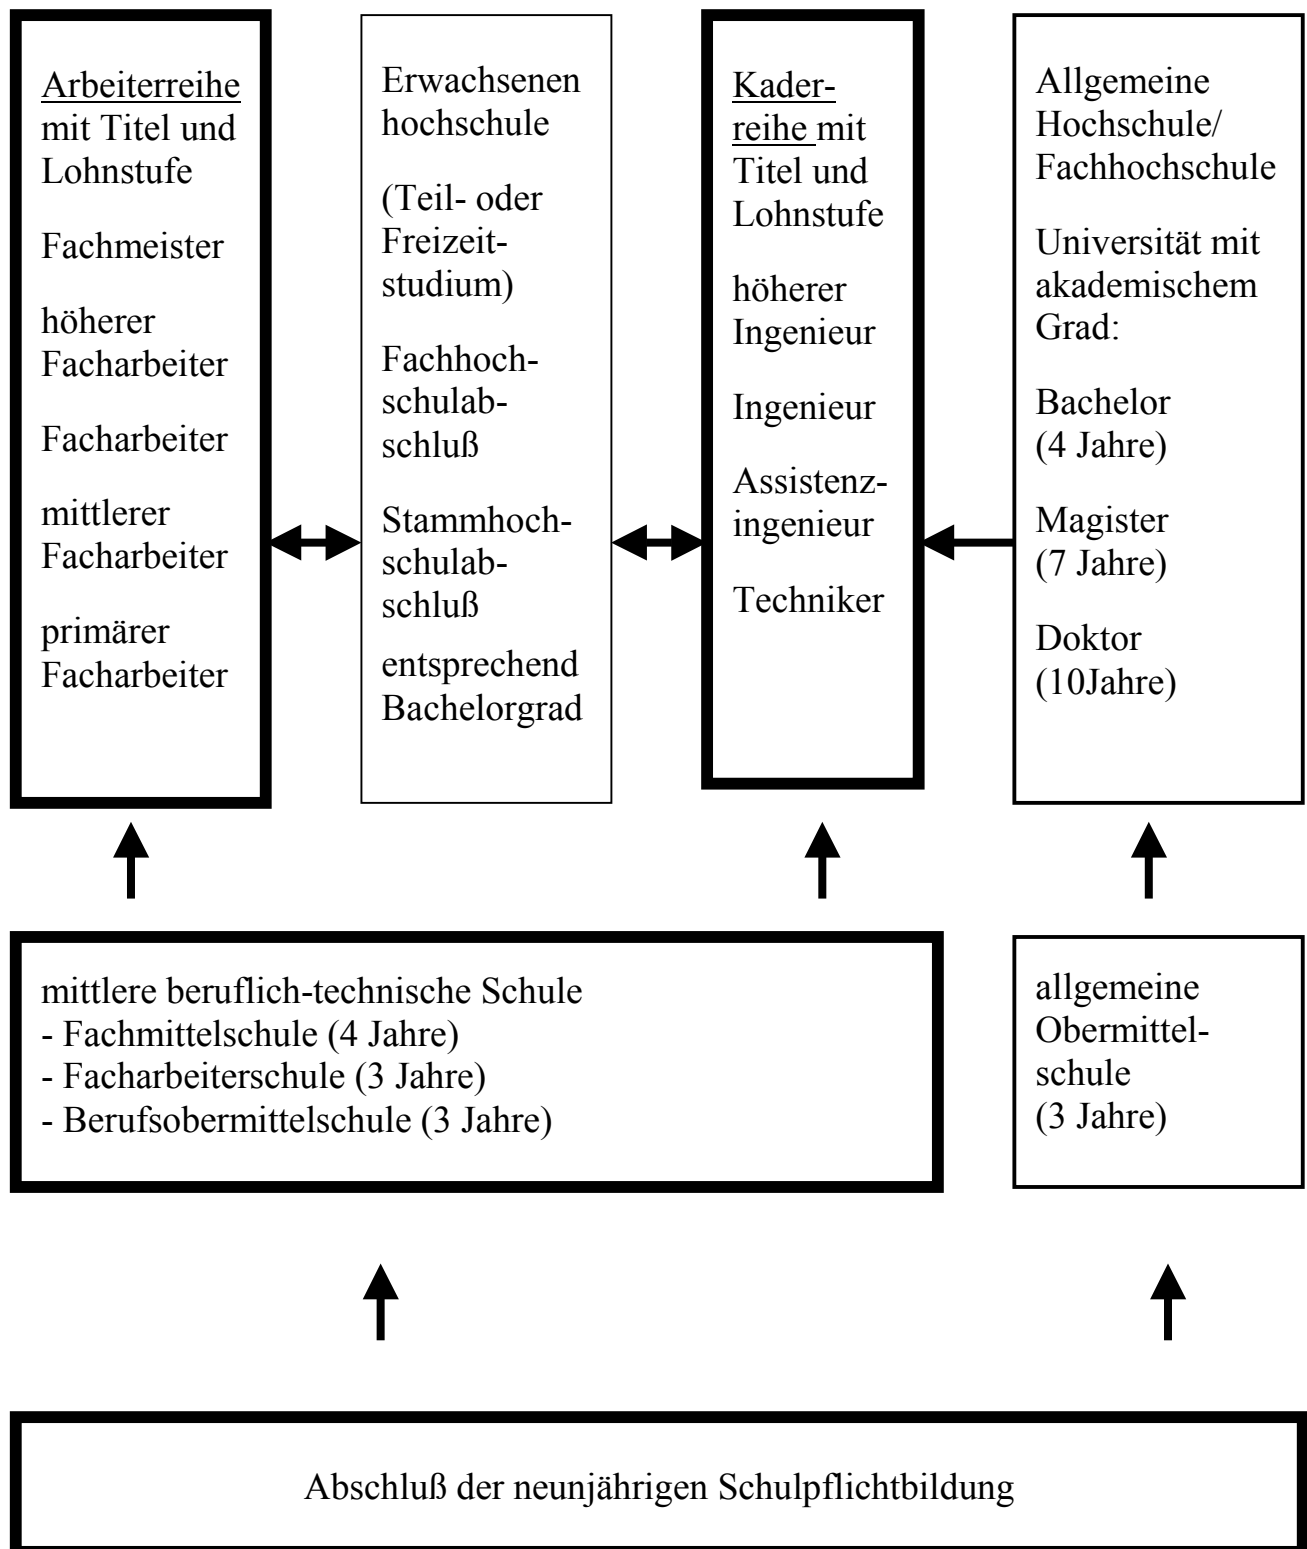 Arbeiterreihe
mit Titel und
Lohnstufe
Fachmeister
höherer
Facharbeiter
Facharbeiter
mittlerer
Facharbeiter
primärer
Facharbeiter
Erwachsenen
hochschule
(Teil- oder
Freizeit-
studium)
Fachhoch-
schulab-
schluß
Stammhoch-
schulab-
schluß
entsprechend
Bachelorgrad
Kader-
reihe mit
Titel und
Lohnstufe
höherer
Ingenieur
Ingenieur
Assistenz-
ingenieur
Techniker
Allgemeine
Hochschule/
Fachhochschule
Universität mit
akademischem
Grad:
Bachelor
(4 Jahre)
Magister
(7 Jahre)
Doktor
(10Jahre)
mittlere beruflich-technische Schule
- Fachmittelschule (4 Jahre)
- Facharbeiterschule (3 Jahre)
- Berufsobermittelschule (3 Jahre)
allgemeine
Obermittel-
schule
(3 Jahre)
Abschluß der neunjährigen Schulpflichtbildung